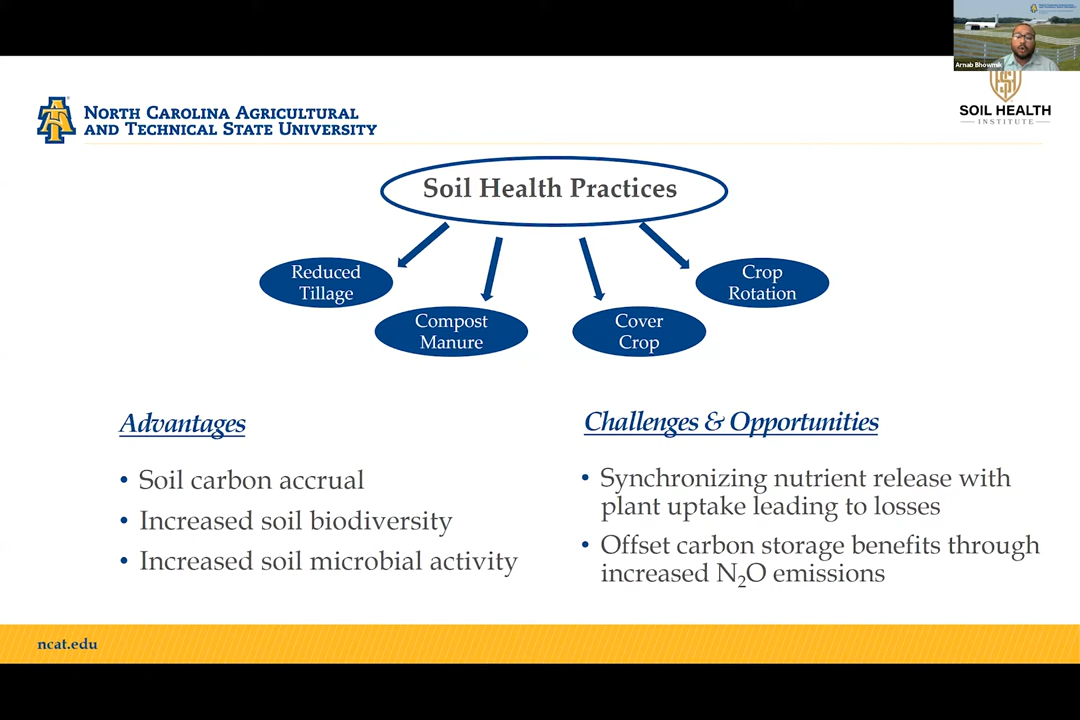 Arnab Bhowmik
NORTH CAROLINA AGRICULTURAL
AND TECHNICAL STATE UNIVERSITY
SOIL HEALTH
INSTITUTE
Soil Health Practices
Reduced
Tillage
Compost
Manure
Cover
Crop
Crop
Rotation
Advantages
• Soil carbon accrual
• Increased soil biodiversity
• Increased soil microbial activity
Challenges & Opportunities
• Synchronizing nutrient release with
plant uptake leading to losses
• Offset carbon storage benefits through
increased N₂O emissions
ncat.edu